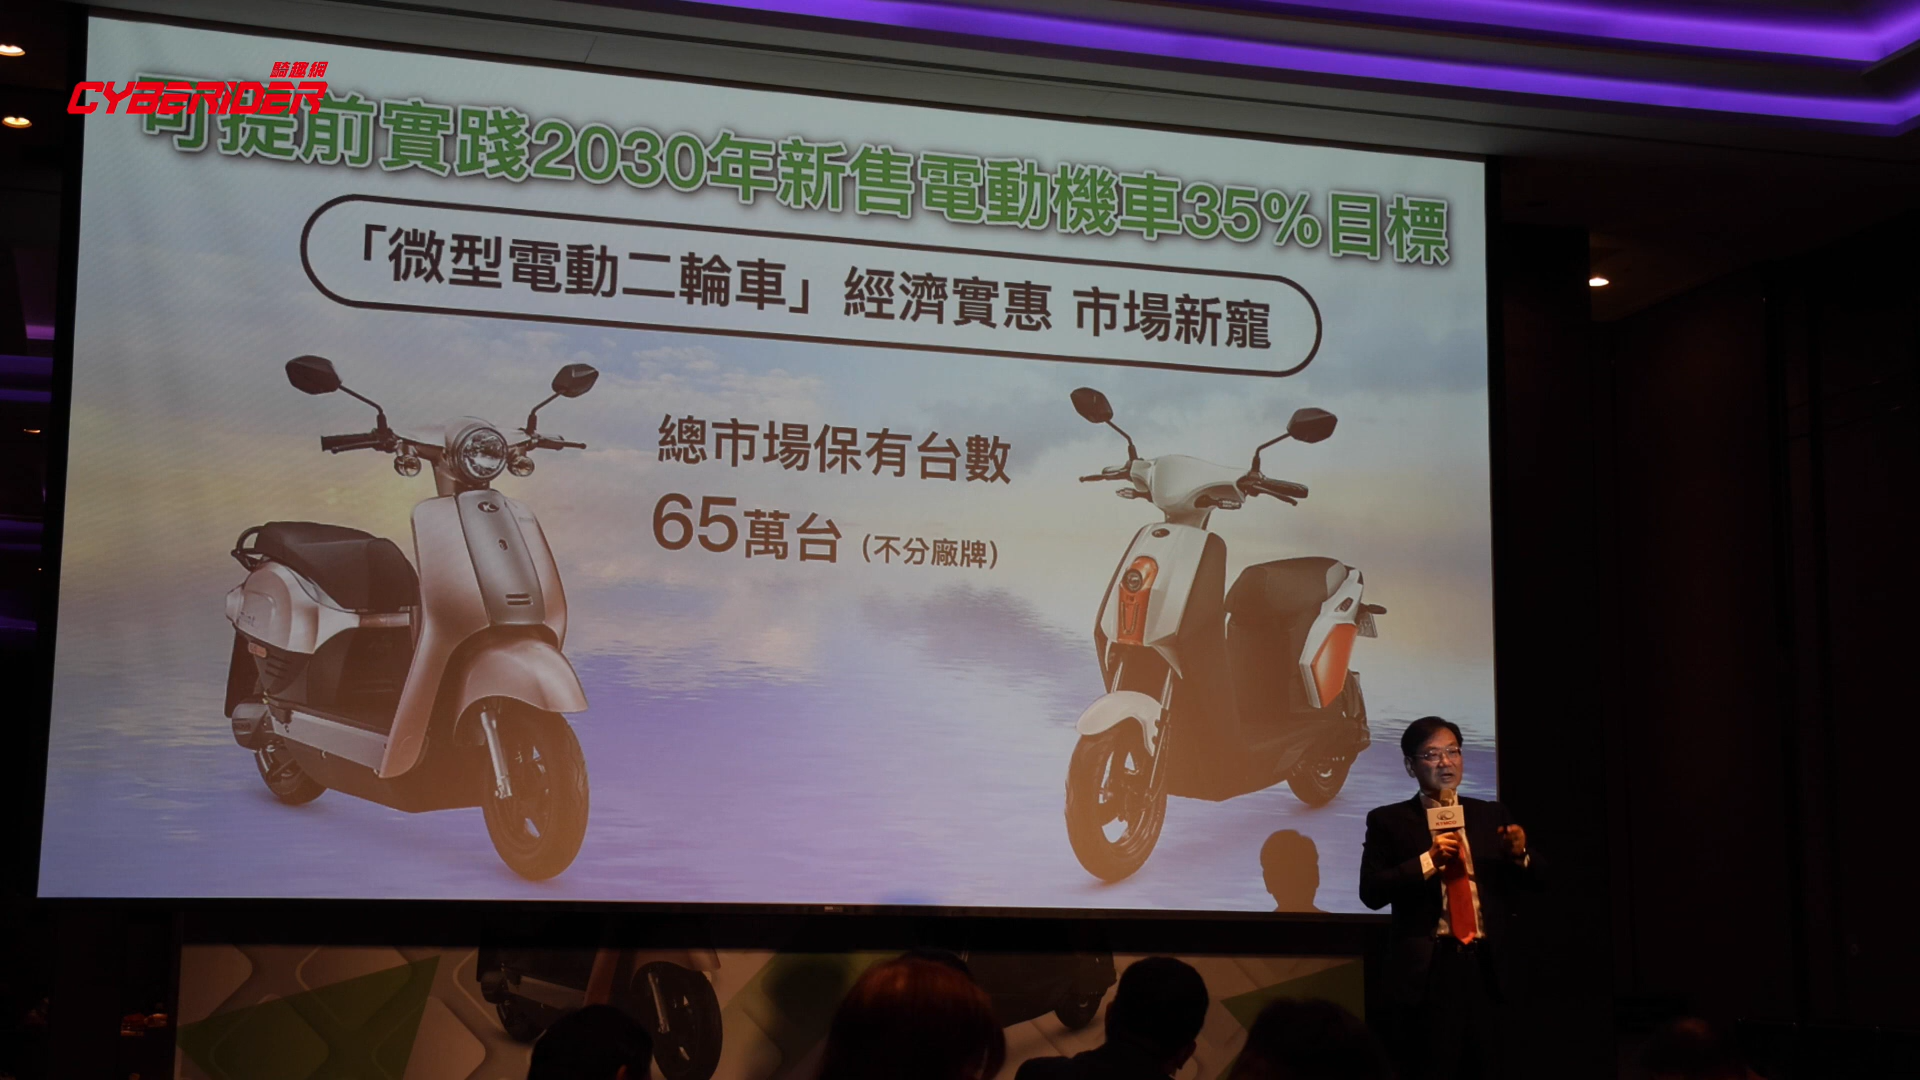 騎趣網
CYBERIDER
可提前實踐2030年新售電動機車35%目標
「微型電動二輪車」經濟實惠 市場新寵
總市場保有台數
65萬台 (不分廠牌)
KYMCO